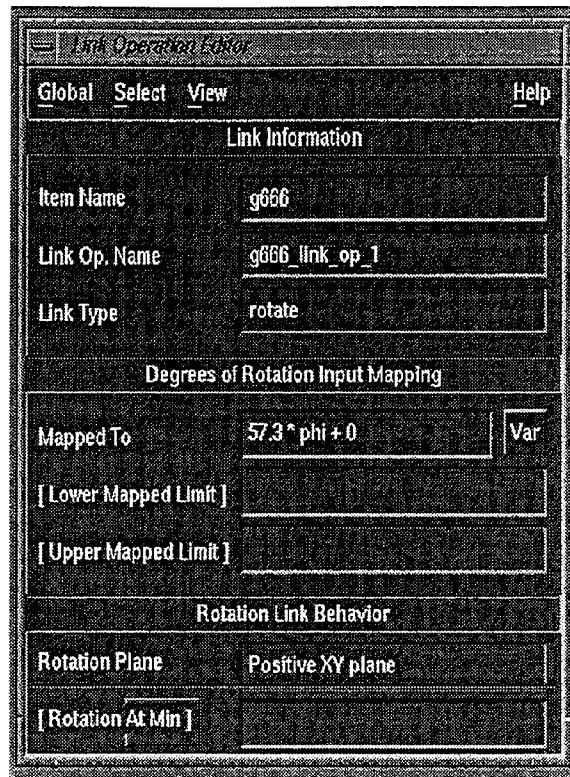 Link Operation Editor
Global Select View Help
Link Information
Item Name g666
Link Op. Name g666_link_op_1
Link Type rotate
Degrees of Rotation Input Mapping
Mapped To 57.3 * phi + 0 Var
[ Lower Mapped Limit ]
[ Upper Mapped Limit ]
Rotation Link Behavior
Rotation Plane Positive XY plane
[ Rotation At Min ]